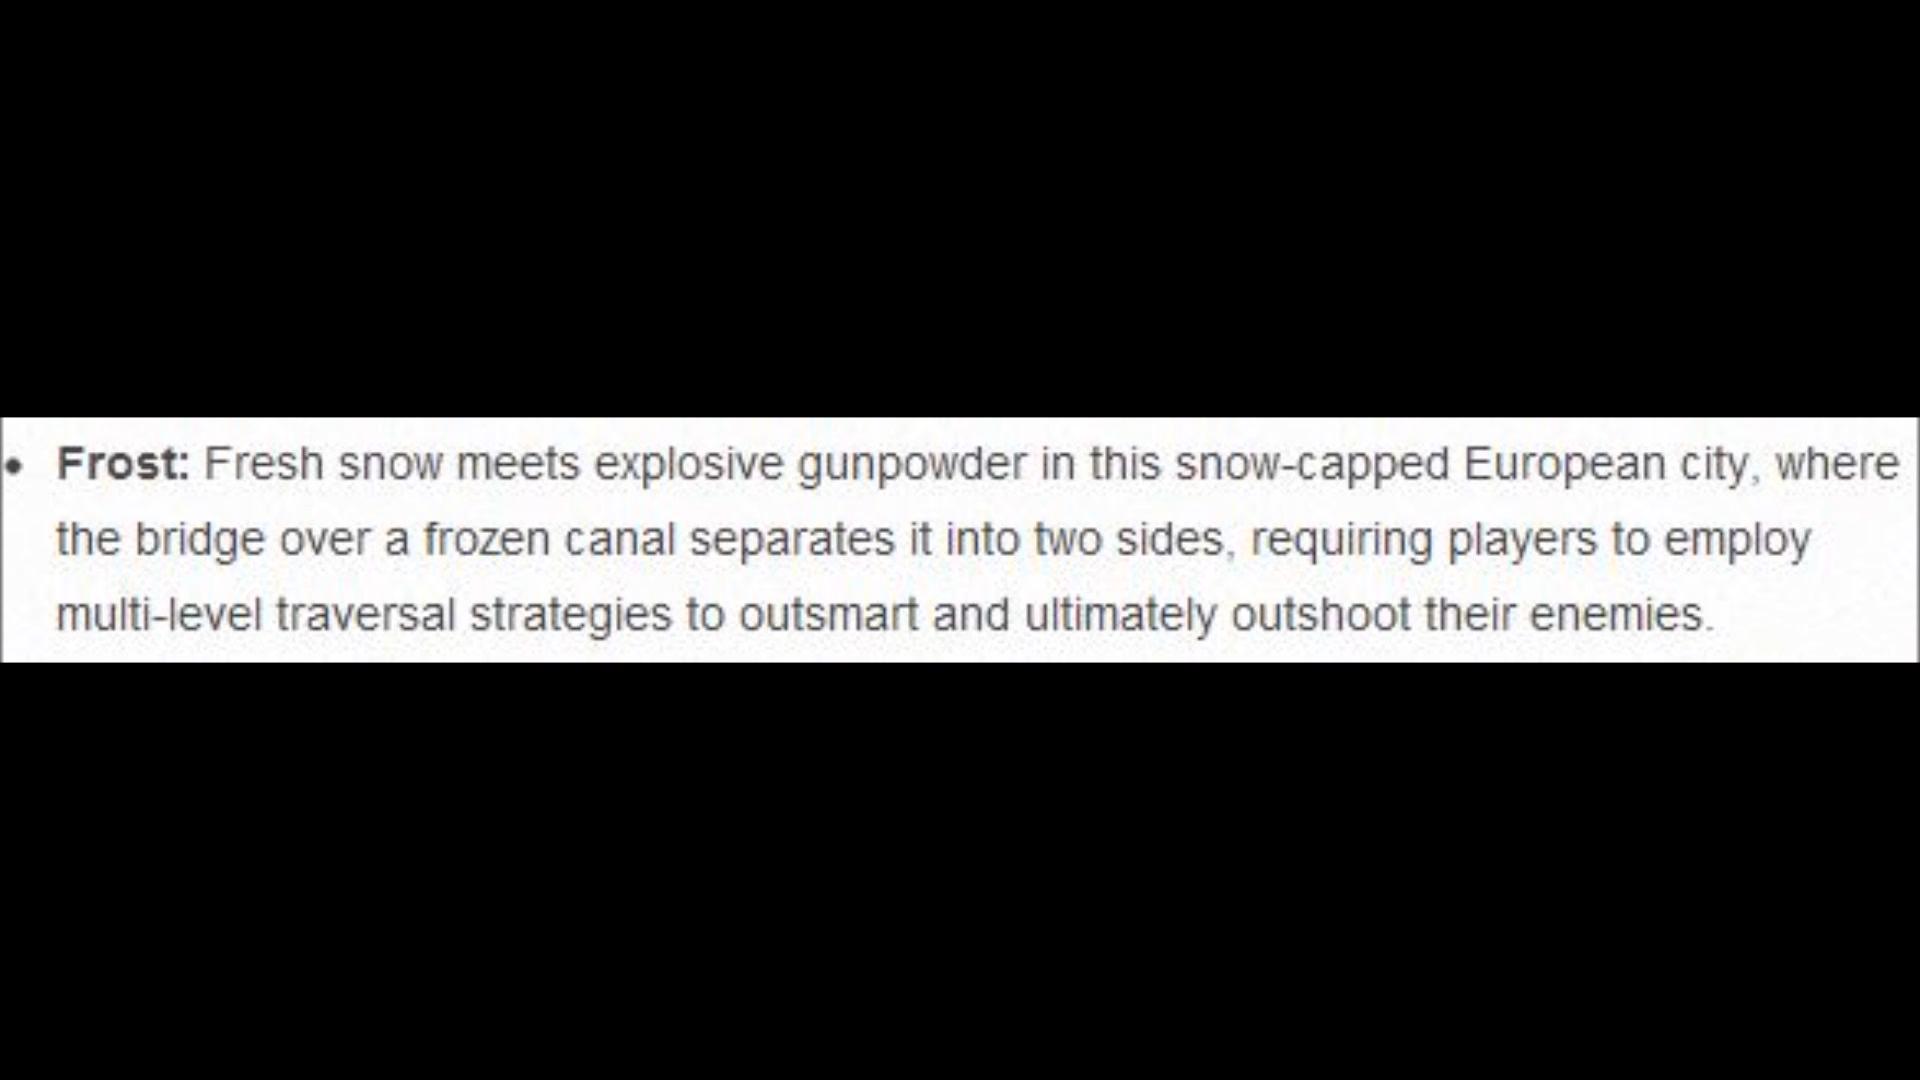 • Frost: Fresh snow meets explosive gunpowder in this snow-capped European city, where
the bridge over a frozen canal separates it into two sides, requiring players to employ
multi-level traversal strategies to outsmart and ultimately outshoot their enemies.